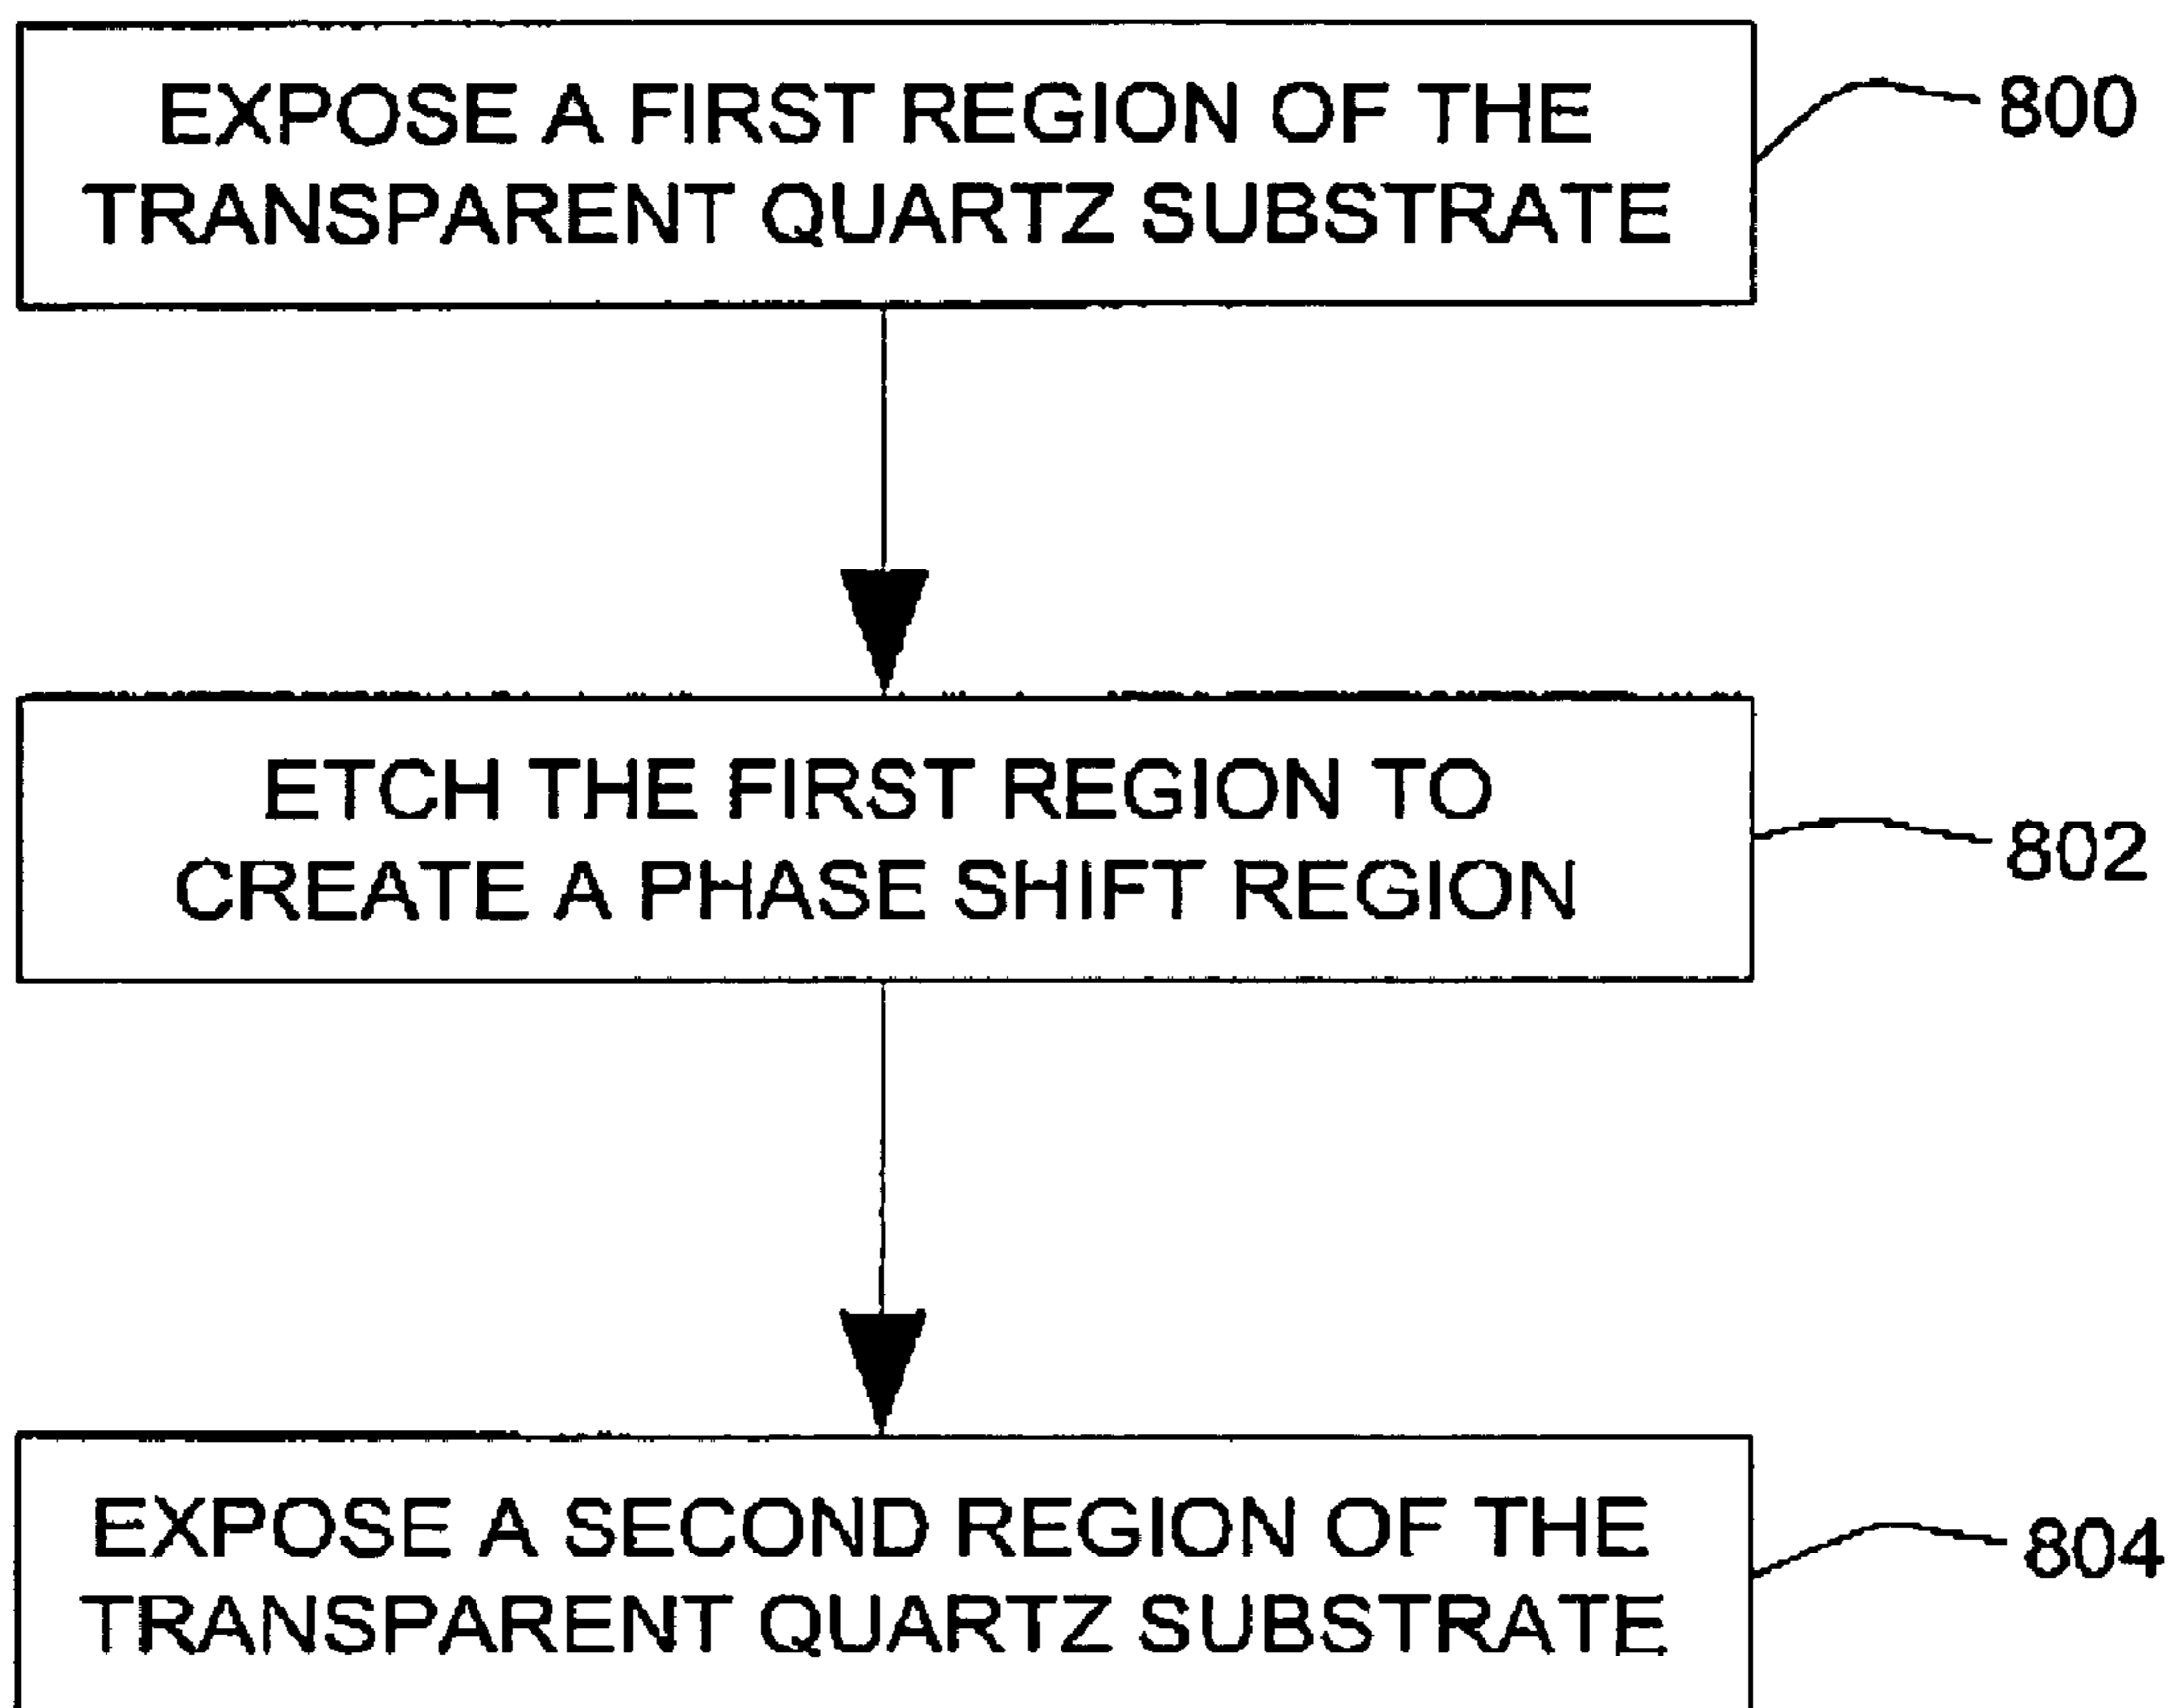 EXPOSE A FIRST REGION OF THE
TRANSPARENT QUARTZ SUBSTRATE
800
ETCH THE FIRST REGION TO
CREATE A PHASE SHIFT REGION
802
EXPOSE A SECOND REGION OF THE
TRANSPARENT QUARTZ SUBSTRATE
804